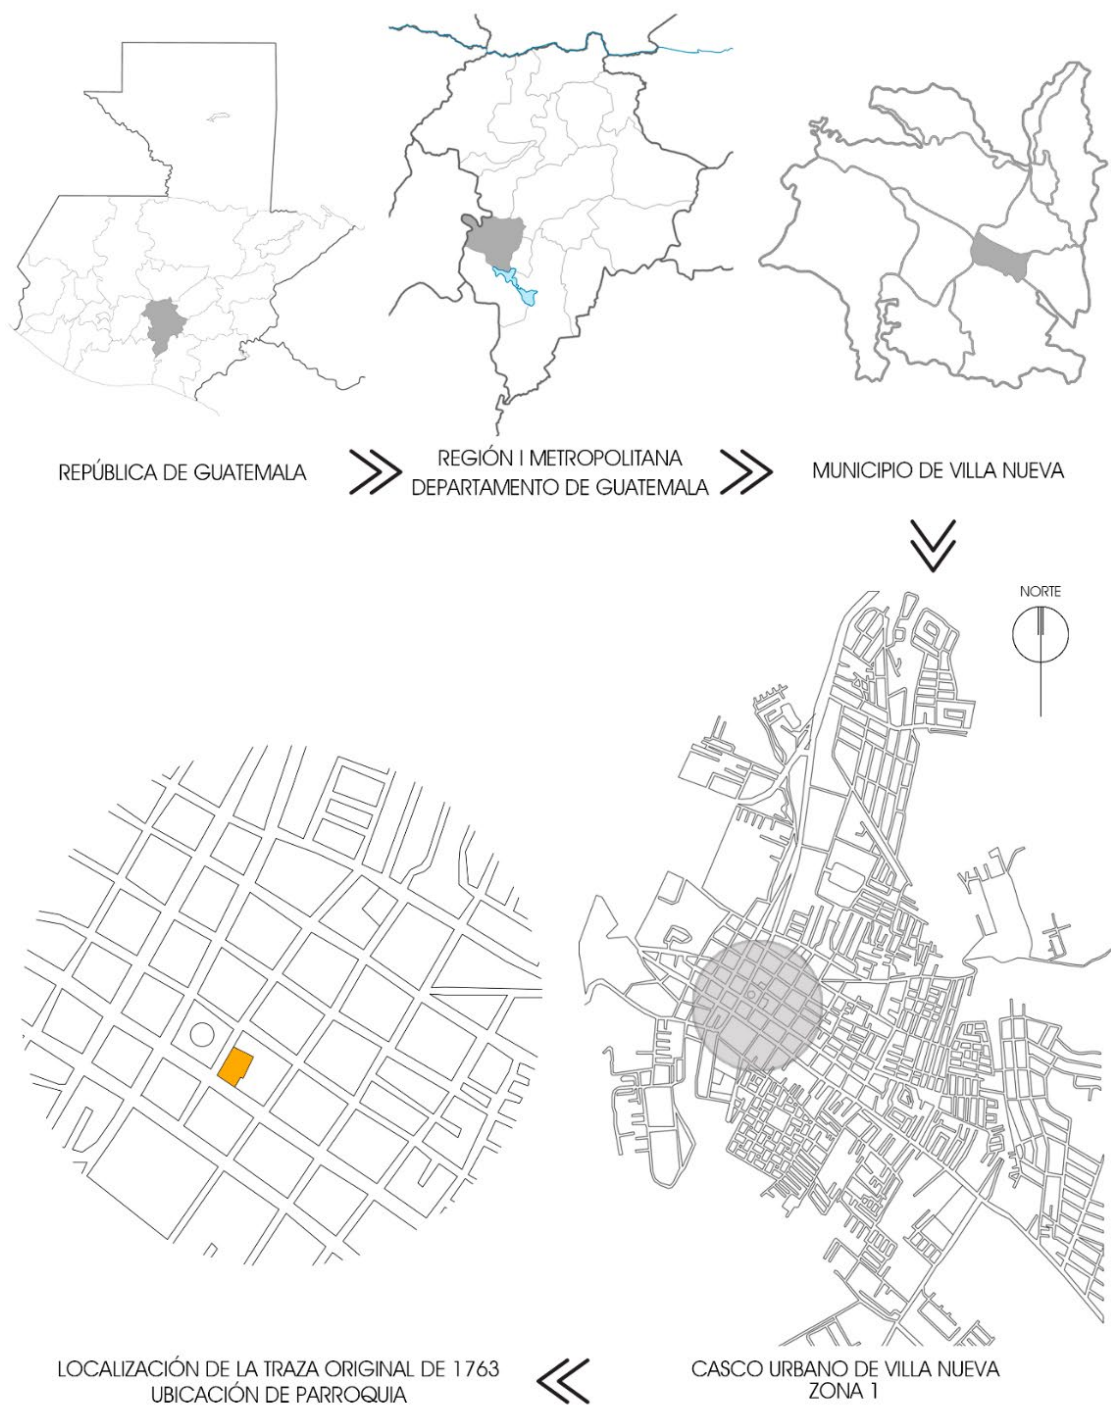 REPÚBLICA DE GUATEMALA
REGIÓN I METROPOLITANA
DEPARTAMENTO DE GUATEMALA
MUNICIPIO DE VILLA NUEVA
NORTE
LOCALIZACIÓN DE LA TRAZA ORIGINAL DE 1763
UBICACIÓN DE PARROQUIA
CASCO URBANO DE VILLA NUEVA
ZONA 1